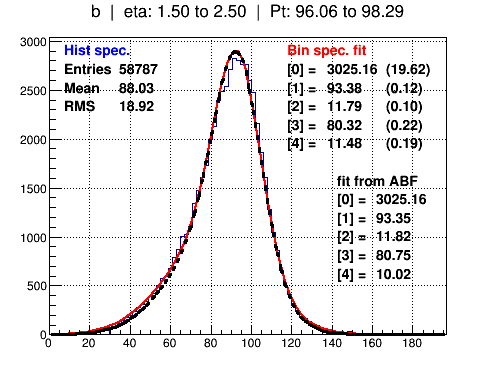 b | eta: 1.50 to 2.50 | Pt: 96.06 to 98.29
Hist spec.
Entries 58787
Mean 88.03
RMS 18.92
Bin spec. fit
[0] = 3025.16 (19.62)
[1] = 93.38 (0.12)
[2] = 11.79 (0.10)
[3] = 80.32 (0.22)
[4] = 11.48 (0.19)
fit from ABF
[0] = 3025.16
[1] = 93.35
[2] = 11.82
[3] = 80.75
[4] = 10.02
3000
2500
2000
1500
1000
500
0
0 20 40 60 80 100 120 140 160 180